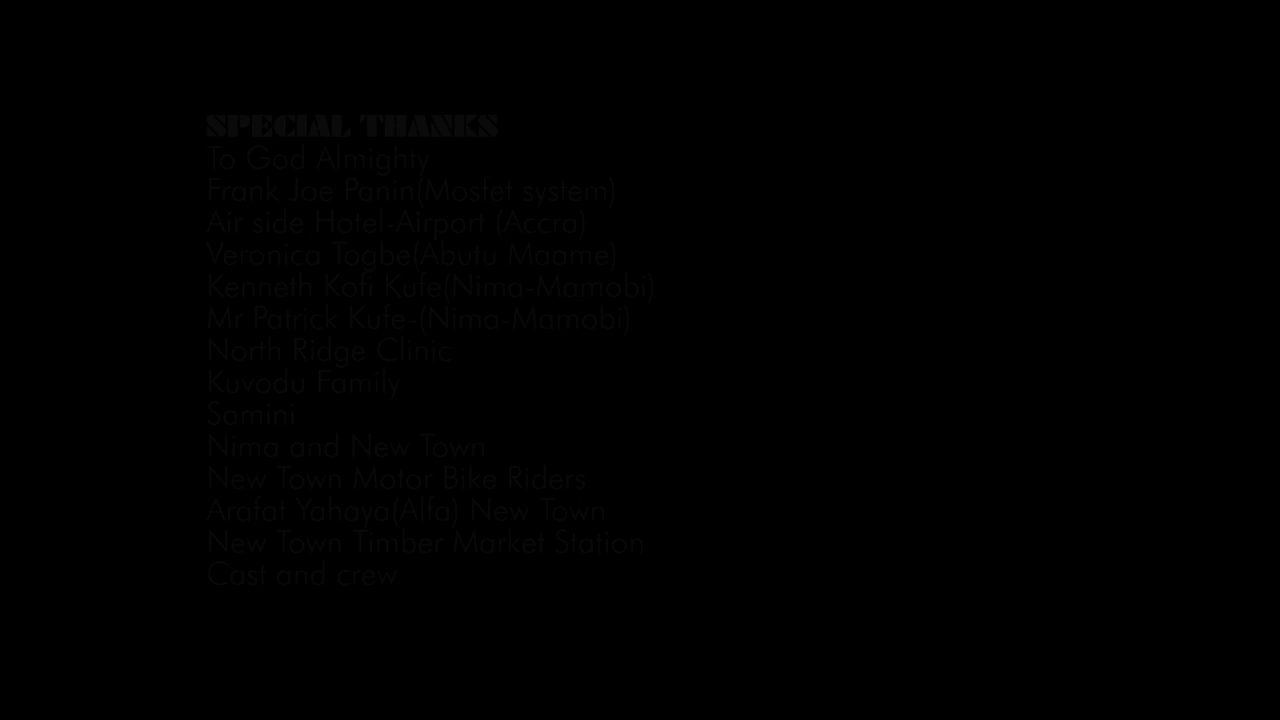 SPECIAL THANKS
To God Almighty
Frank Joe Panin(Mosfet system)
Air side Hotel-Airport (Accra)
Veronica Togbe(Abutu Maame)
Kenneth Kofi Kufe(Nima-Mamobi)
Mr Patrick Kufe-(Nima-Mamobi)
North Ridge Clinic
Kuvodu Family
Samini
Nima and New Town
New Town Motor Bike Riders
Arafat Yahaya(Alfa) New Town
New Town Timber Market Station
Cast and crew